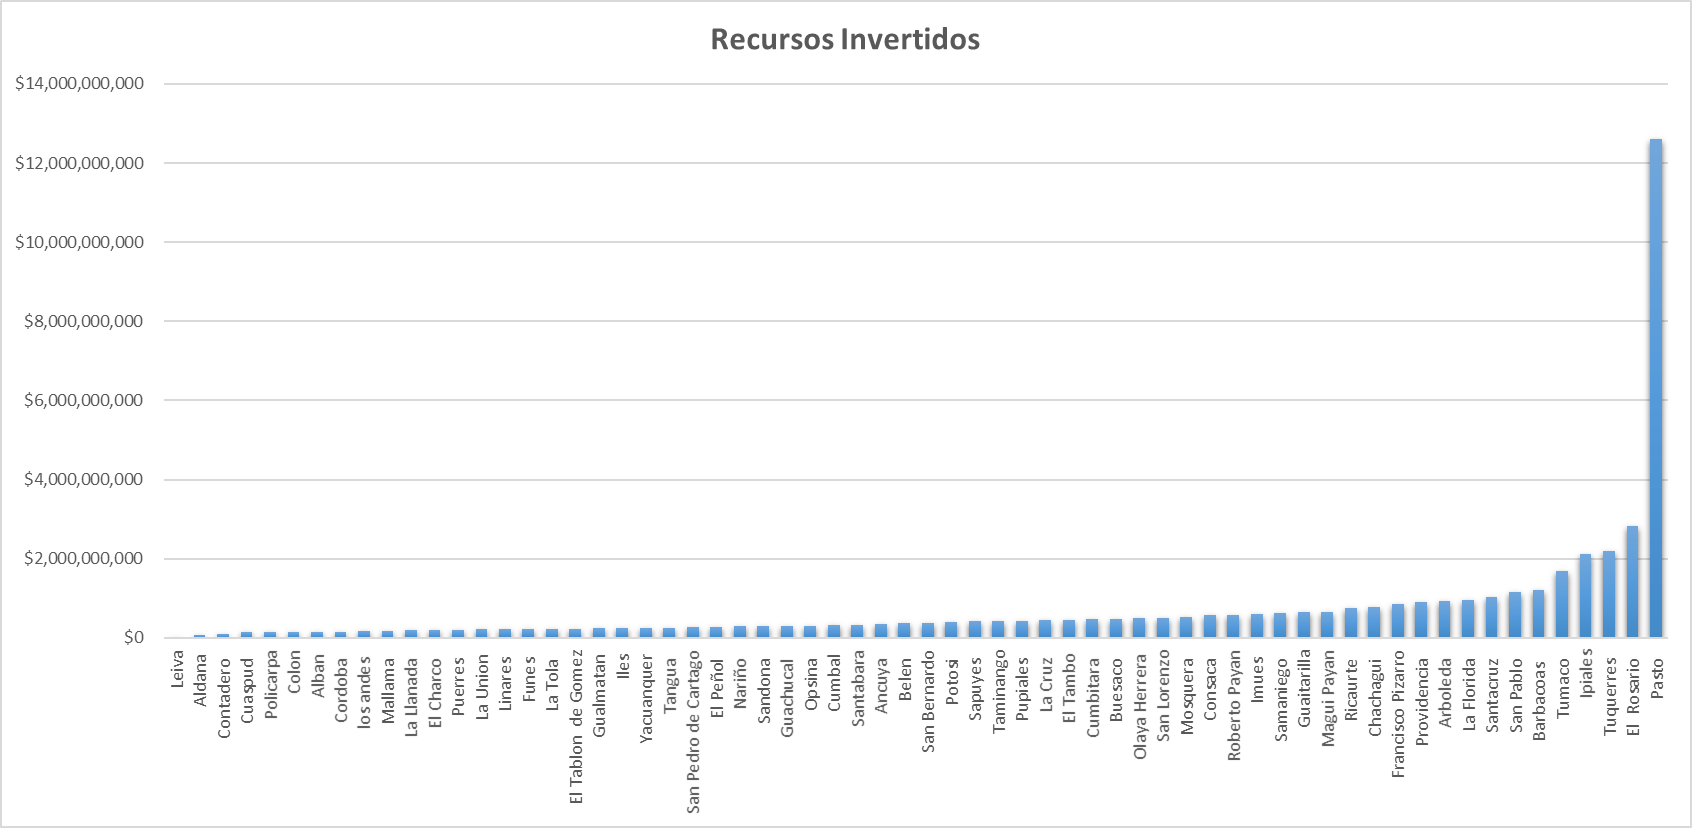 Recursos Invertidos
$14,000,000,000
$12,000,000,000
$10,000,000,000
$8,000,000,000
$6,000,000,000
$4,000,000,000
$2,000,000,000
$0
Leiva
Aldana
Contadero
Cuaspud
Policarpa
Colon
Alban
Cordoba
los andes
Mallama
La Llanada
El Charco
Puerres
La Union
Linares
Funes
La Tola
El Tablon de Gomez
Gualmatan
Iles
Yacuanquer
Tangua
San Pedro de Cartago
El Peñol
Nariño
Sandona
Guachucal
Opsina
Cumbal
Santabara
Ancuya
Belen
San Bernardo
Potosi
Sapuyes
Taminango
Pupiales
La Cruz
El Tambo
Cumbitara
Buesaco
Olaya Herrera
San Lorenzo
Mosquera
Consaca
Roberto Payan
Imues
Samaniego
Guaitarilla
Magui Payan
Ricaurte
Chachagui
Francisco Pizarro
Providencia
Arboleda
La Florida
Santacruz
San Pablo
Barbacoas
Tumaco
Ipiales
Tuquerres
El Rosario
Pasto